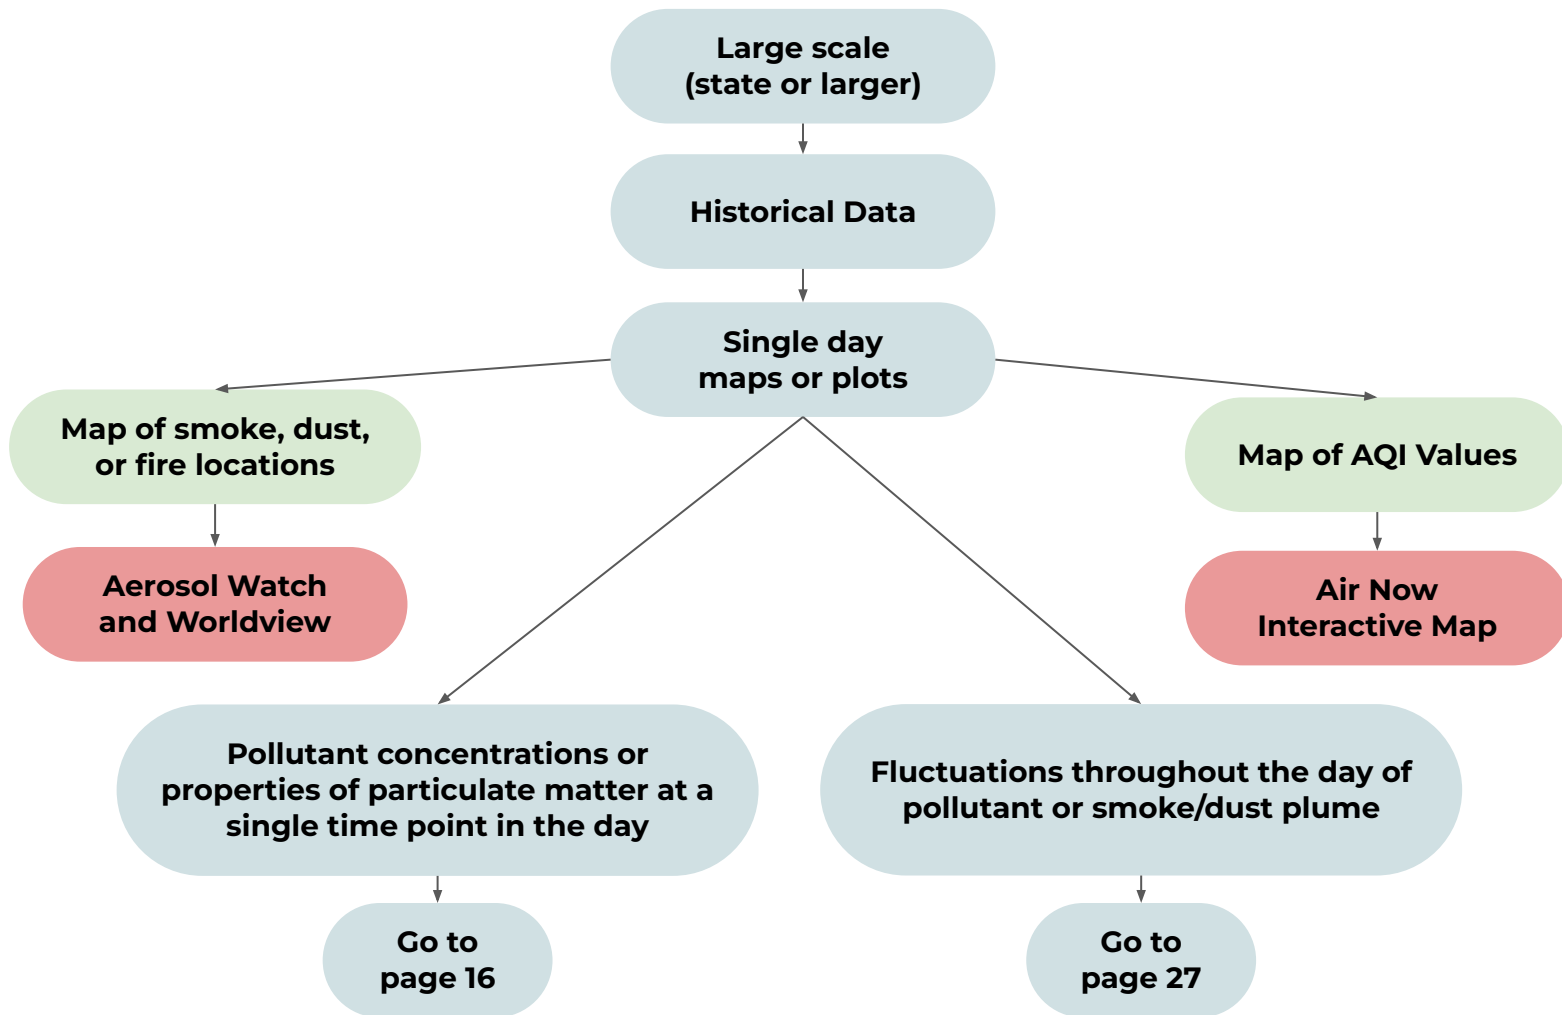 Large scale
(state or larger)
Historical Data
Single day
maps or plots
Map of smoke, dust,
or fire locations
Map of AQI Values
Aerosol Watch
and Worldview
Air Now
Interactive Map
Pollutant concentrations or
properties of particulate matter at a
single time point in the day
Fluctuations throughout the day of
pollutant or smoke/dust plume
Go to
page 16
Go to
page 27